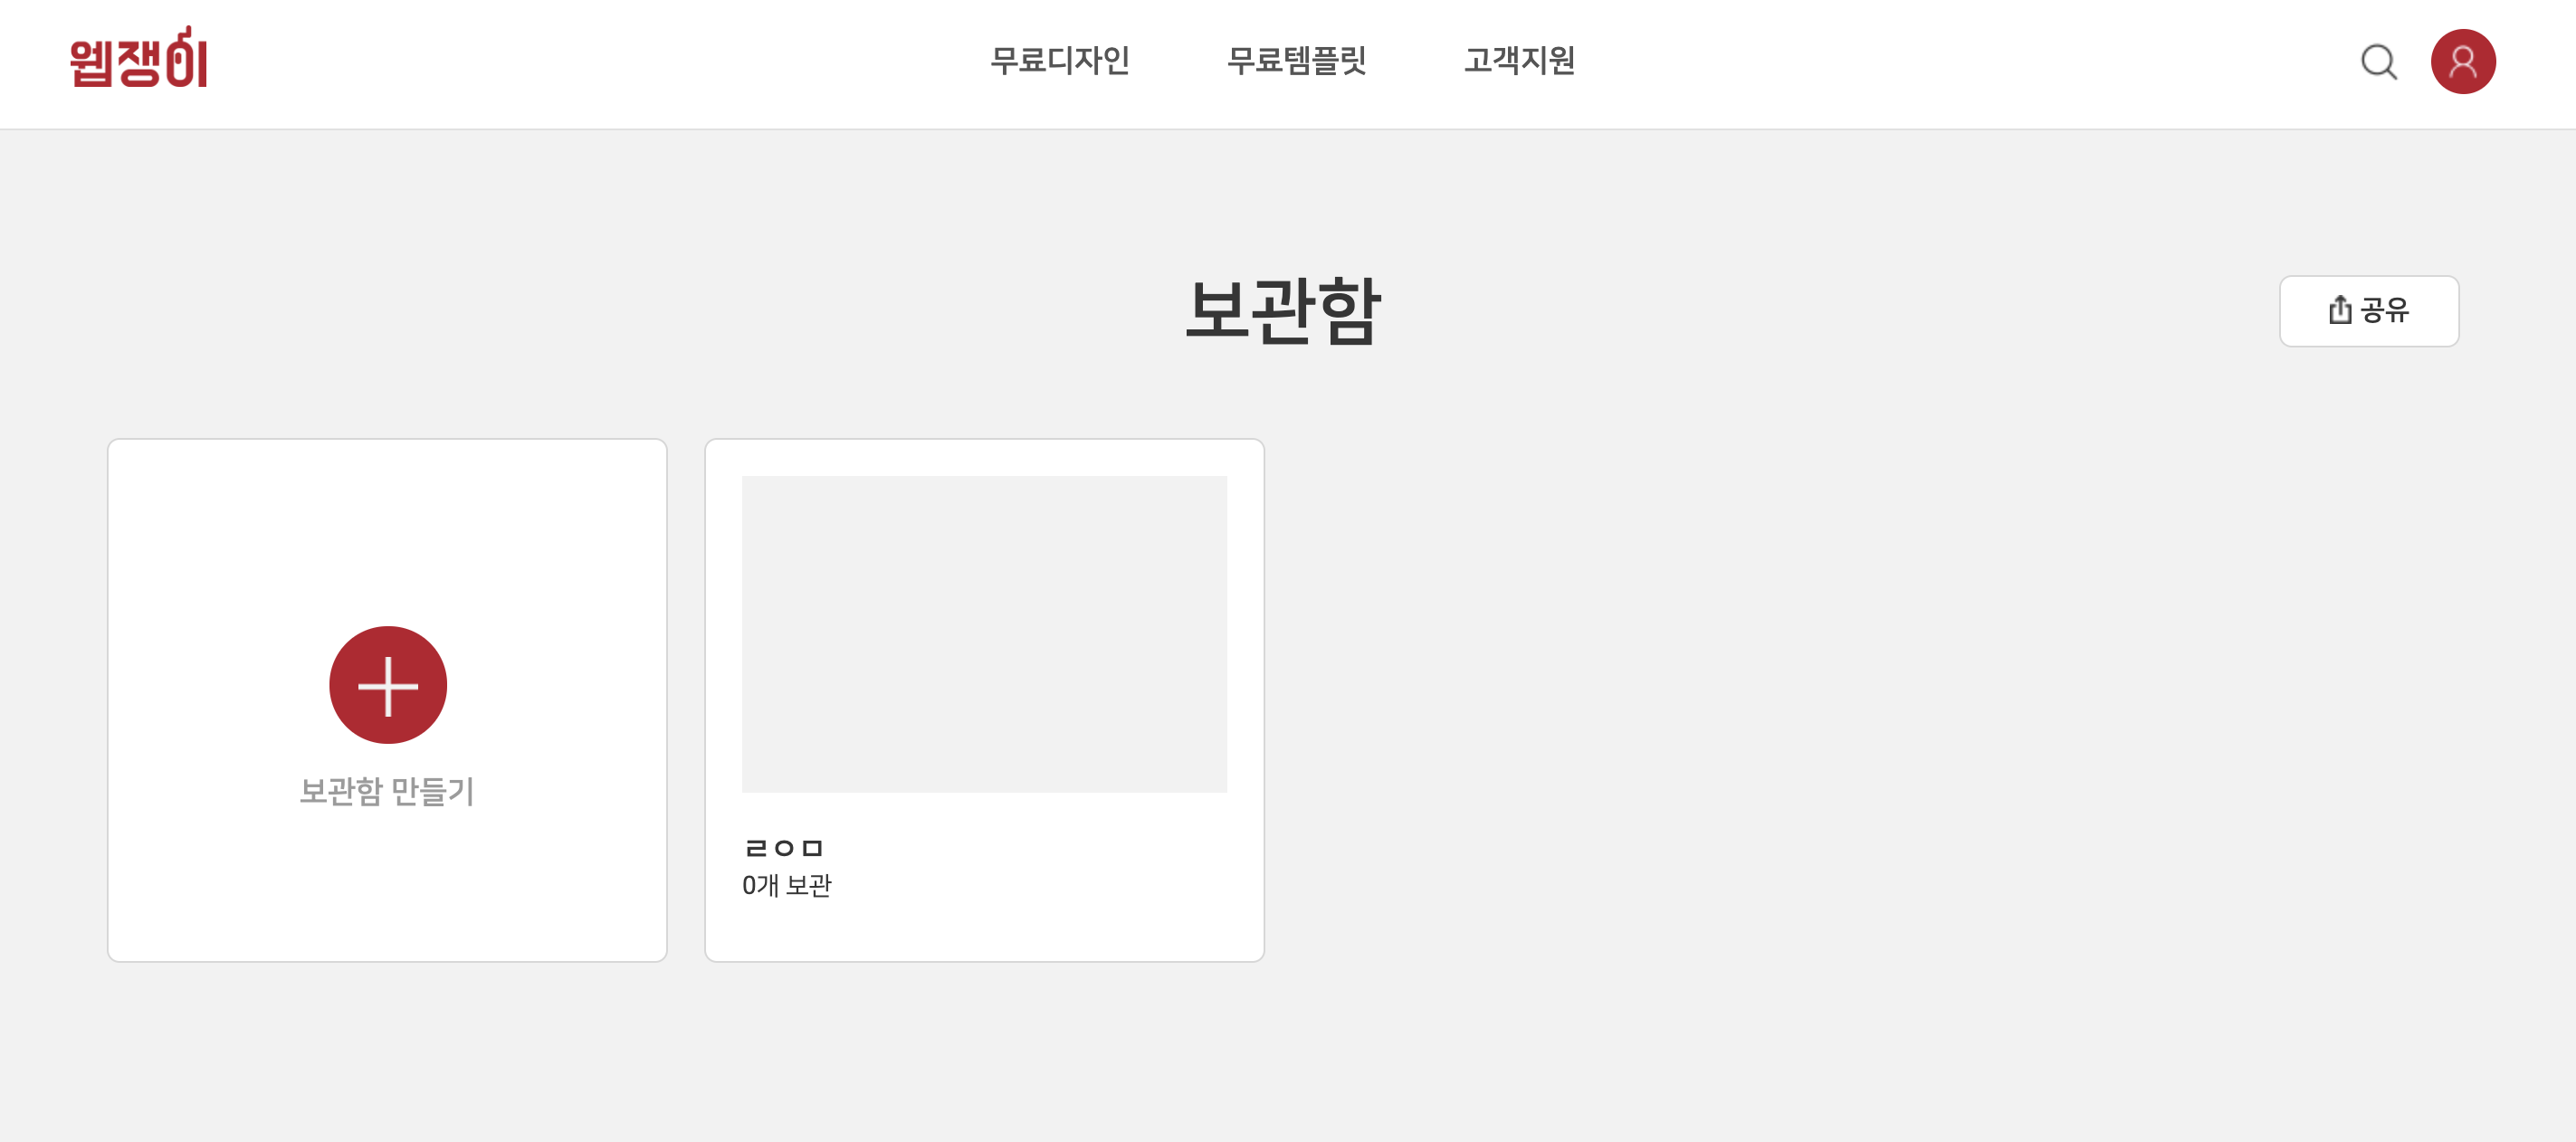 웹쟁이
무료디자인 무료템플릿 고객지원
보관함
공유
보관함 만들기
ㄹㅇㅁ
0개 보관